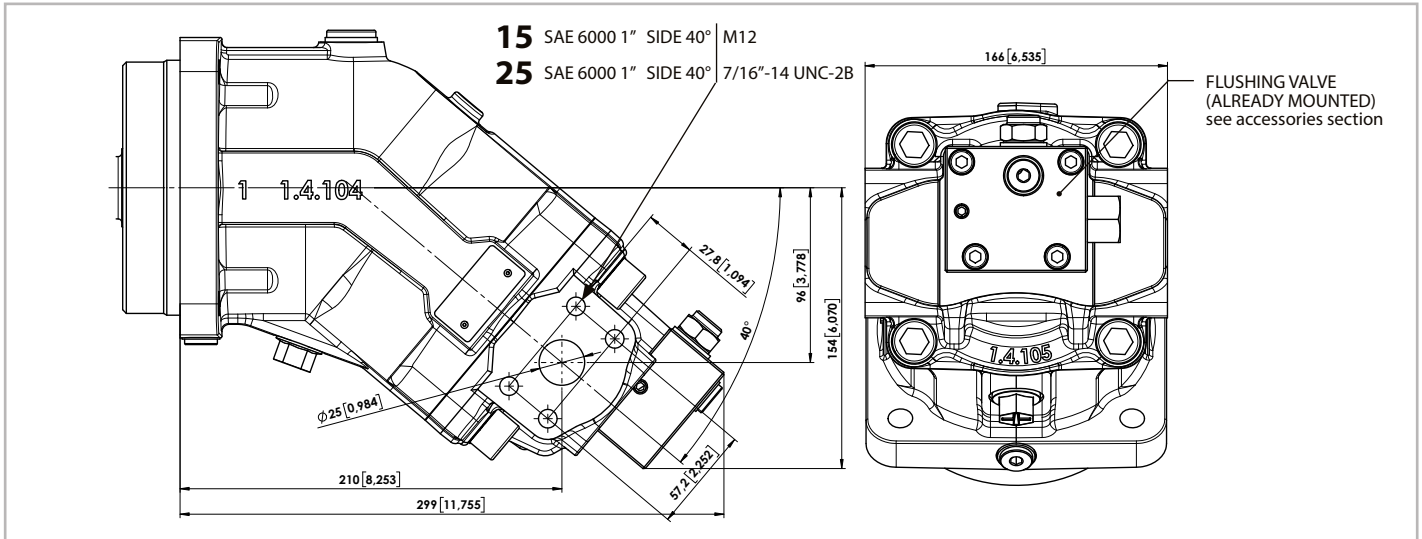 15 SAE 6000 1” SIDE 40° M12
25 SAE 6000 1” SIDE 40° 7/16”-14 UNC-2B
166 [6,535]
FLUSHING VALVE
(ALREADY MOUNTED)
see accessories section
1 1.4.104
27,8 [1,094]
96 [3,778]
154 [6,070]
40°
1.4.105
Ø25 [0,984]
57,2 [2,252]
210 [8,253]
299 [11,755]